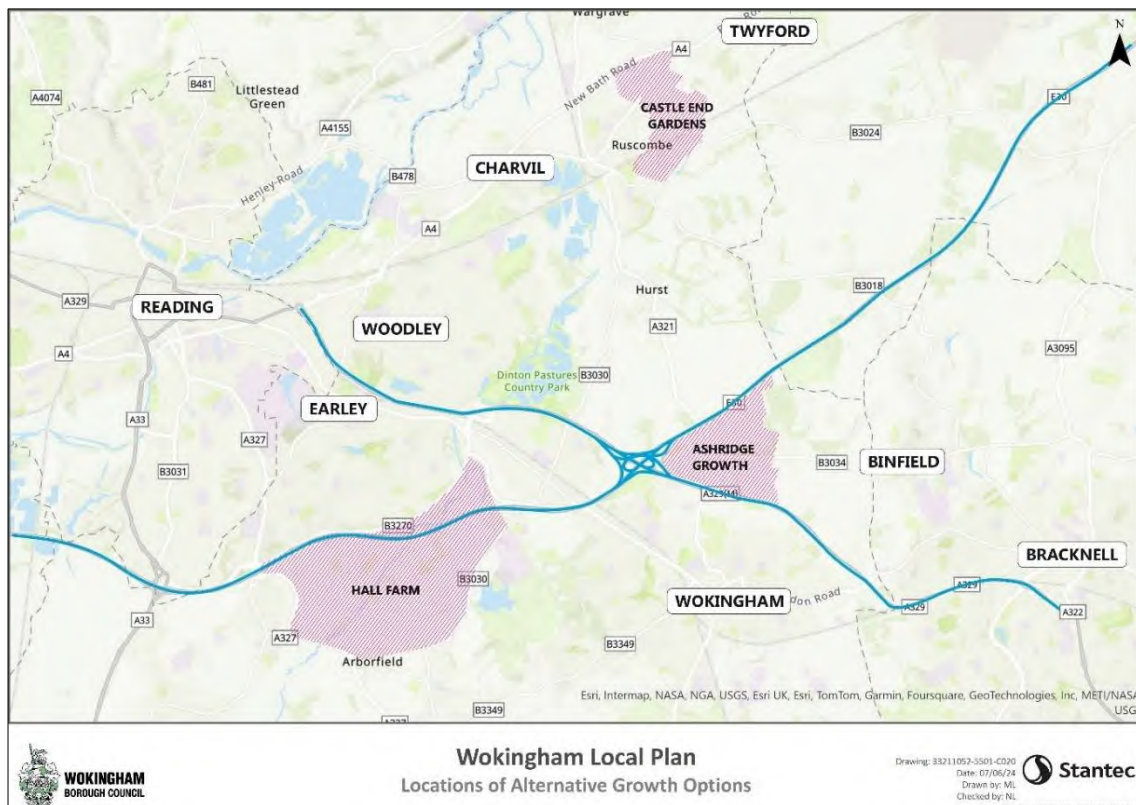 Wargrave
TWYFORD
N
A4
B481
A4074
Littlestead
Green
New Bath Road
E30
CASTLE END
GARDENS
A4155
B3024
Ruscombe
CHARVIL
B478
Henley Road
A4
Hurst
B3018
READING
A329
WOODLEY
A321
A3095
A4
Dinton Pastures
Country Park
B3030
EARLEY
A33
A327
B3031
ASHRIDGE
GROWTH
B3034
BINFIELD
A329(M)
B3270
BRACKNELL
HALL FARM
B3030
A329
WOKINGHAM
A329
A322
A33
A327
B3349
Arborfield
Esri, Intermap, NASA, NGA, USGS, Esri UK, Esri, TomTom, Garmin, Foursquare, GeoTechnologies, Inc, METI/NASA
USG
B3349
WOKINGHAM
BOROUGH COUNCIL
Wokingham Local Plan
Locations of Alternative Growth Options
Drawing: 33211052-5501-C020
Date: 07/06/24
Drawn by: ML
Checked by: NL
Stantec